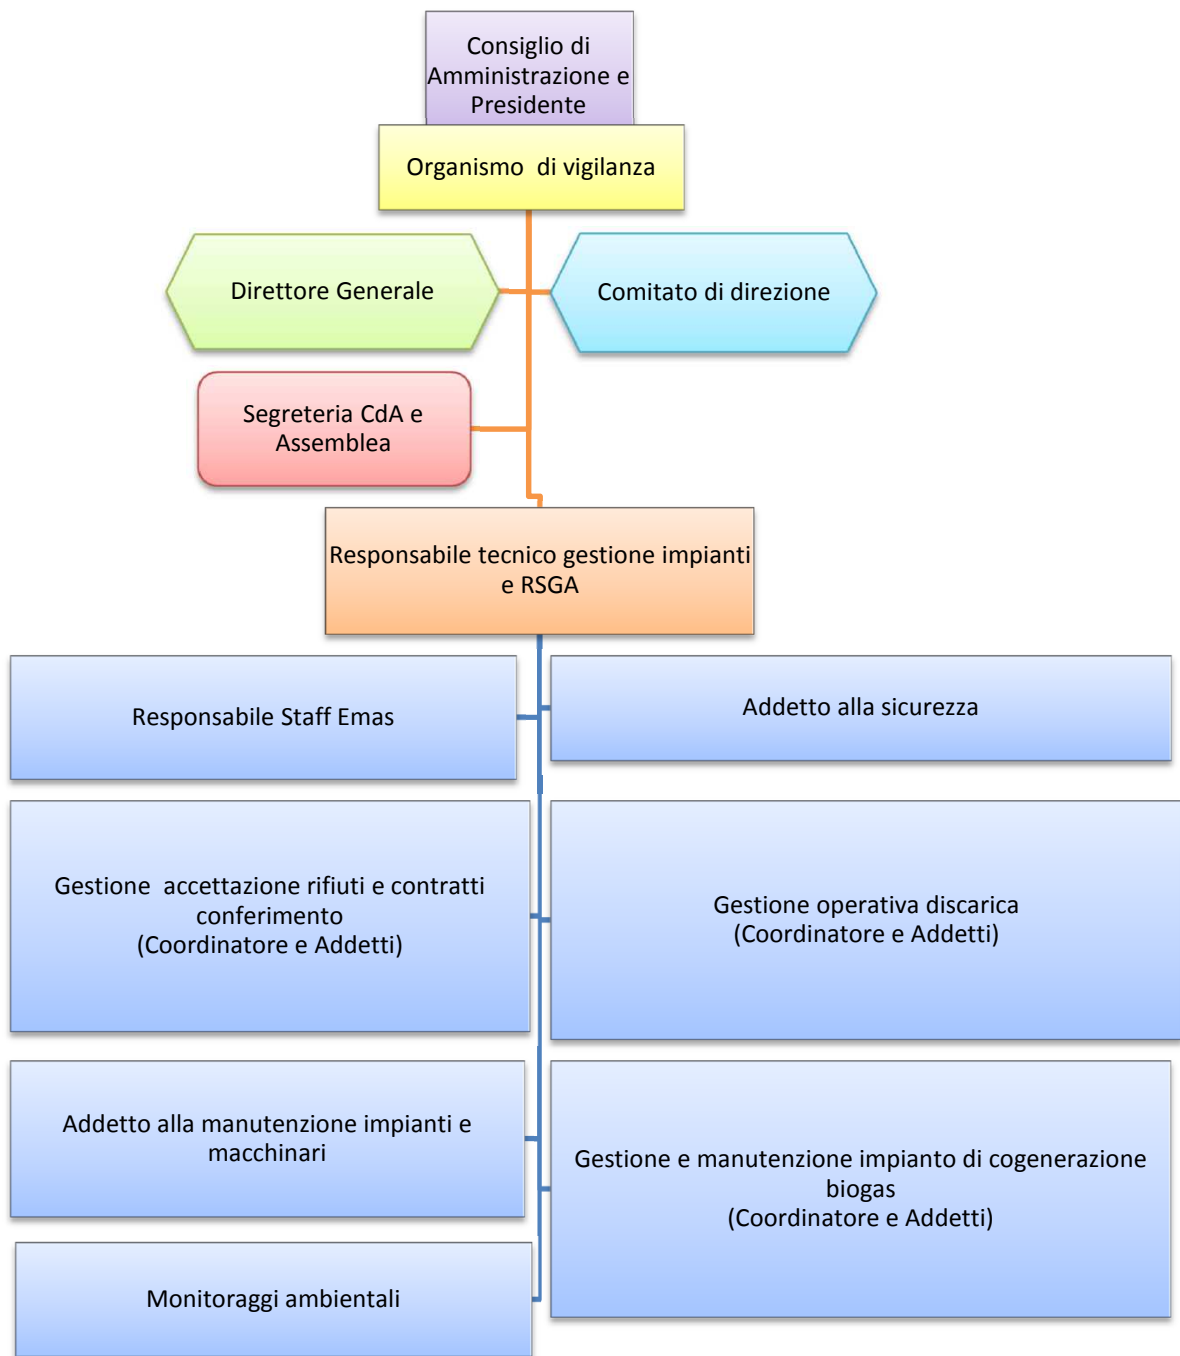 Consiglio di
Amministrazione e
Presidente
Organismo di vigilanza
Direttore Generale
Comitato di direzione
Segreteria CdA e
Assemblea
Responsabile tecnico gestione impianti
e RSGA
Responsabile Staff Emas
Addetto alla sicurezza
Gestione accettazione rifiuti e contratti
conferimento
(Coordinatore e Addetti)
Gestione operativa discarica
(Coordinatore e Addetti)
Addetto alla manutenzione impianti e
macchinari
Gestione e manutenzione impianto di cogenerazione
biogas
(Coordinatore e Addetti)
Monitoraggi ambientali